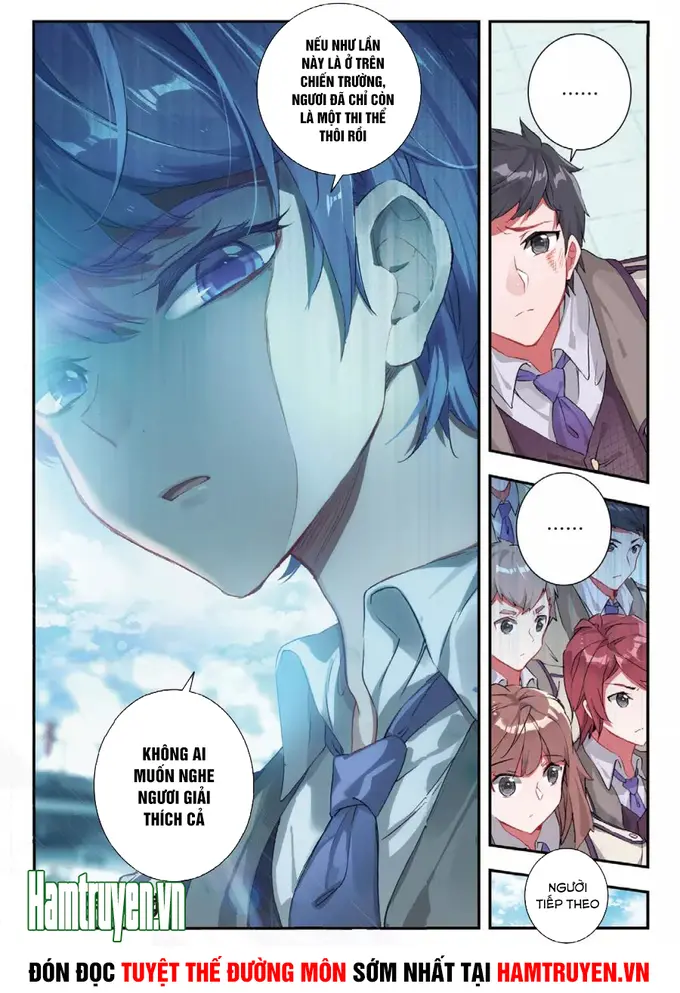 NẾU NHƯ LẦN
NÀY LÀ Ở TRÊN
CHIẾN TRƯỜNG,
NGƯƠI ĐÃ CHỈ CÒN
LÀ MỘT THI THỂ
THÔI RỒI
KHÔNG AI
MUỐN NGHE
NGƯƠI GIẢI
THÍCH CẢ
......
......
NGƯỜI
TIẾP THEO
Hamtruyen.vn
ĐÓN ĐỌC TUYỆT THẾ ĐƯỜNG MÔN SỚM NHẤT TẠI HAMTRUYEN.VN